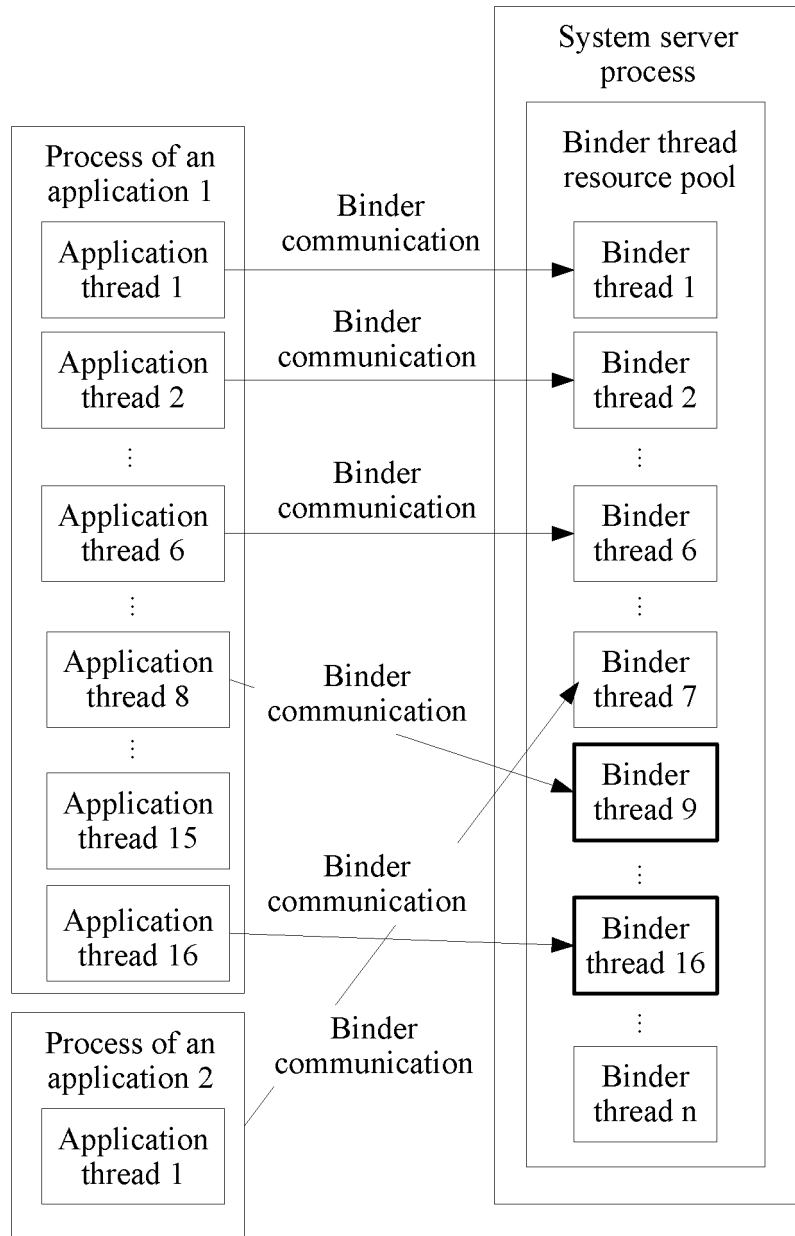 System server
process
Process of an
application 1
Binder thread
resource pool
Application
thread 1
Binder
communication
Binder
thread 1
Application
thread 2
Binder
communication
Binder
thread 2
⋮
⋮
Application
thread 6
Binder
communication
Binder
thread 6
⋮
⋮
Application
thread 8
Binder
communication
Binder
thread 7
⋮
Binder
thread 9
Application
thread 15
⋮
Binder
communication
Application
thread 16
Binder
thread 16
⋮
Process of an
application 2
Binder
communication
Application
thread 1
Binder
thread n